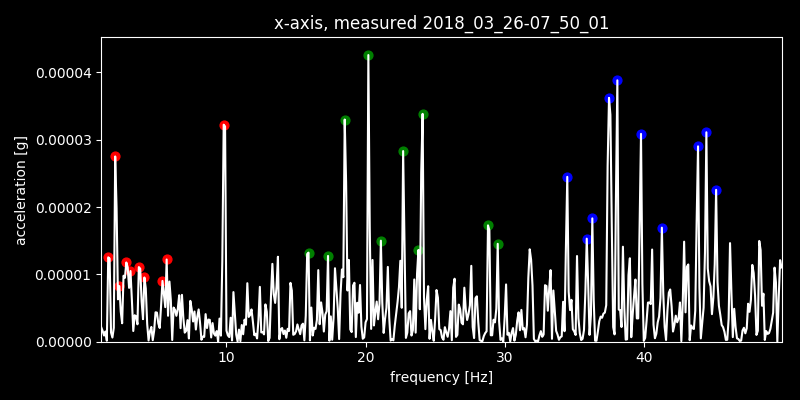 x-axis, measured 2018_03_26-07_50_01
0.00004
0.00003
0.00002
0.00001
0.00000
acceleration [g]
10 20 30 40
frequency [Hz]